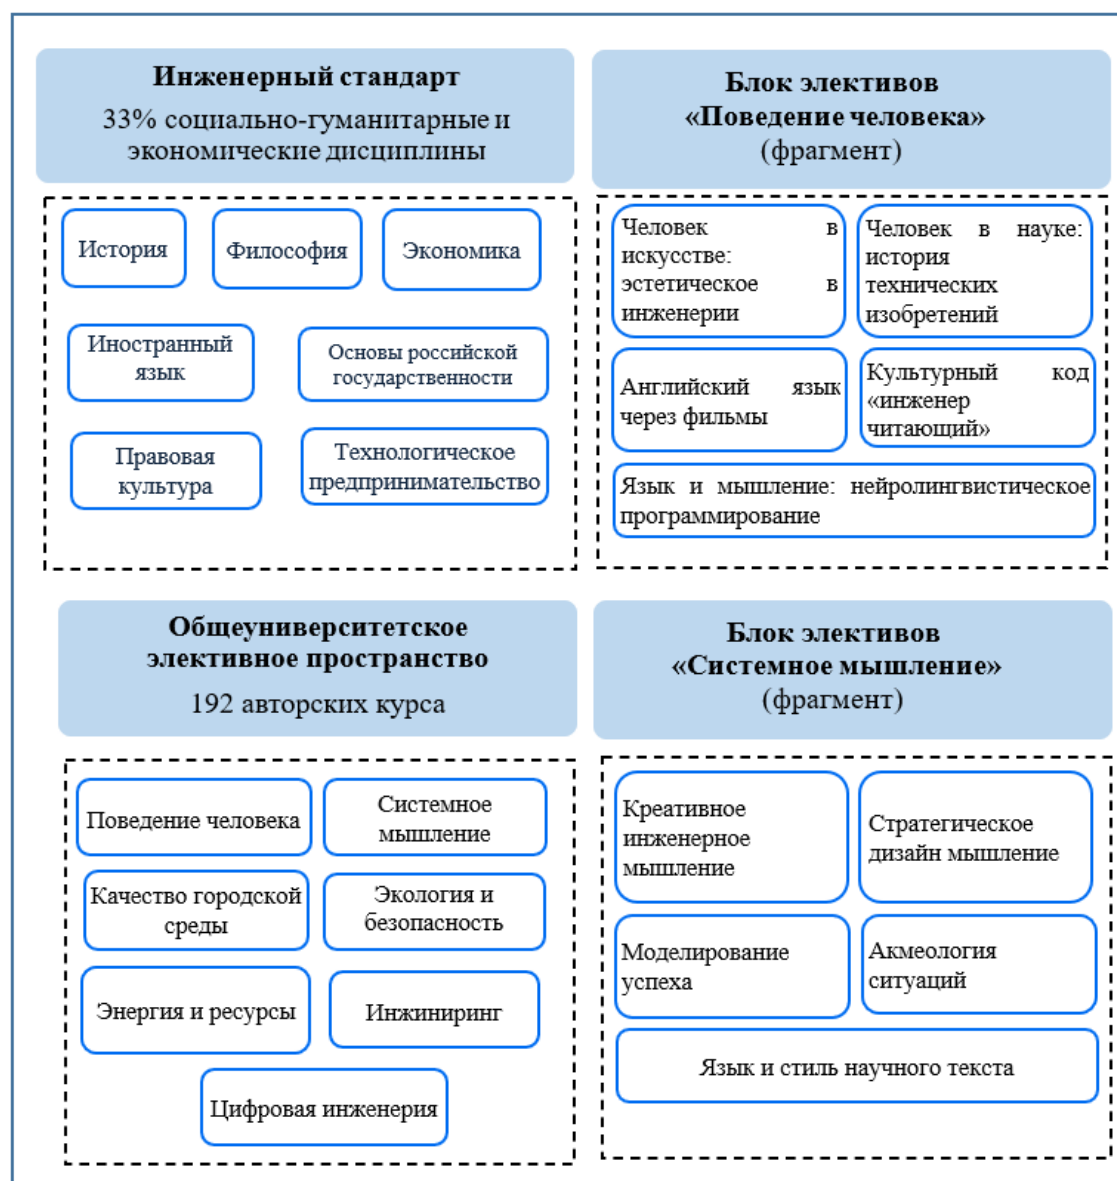 Инженерный стандарт
33% социально-гуманитарные и
экономические дисциплины
История
Философия
Экономика
Иностранный
язык
Основы российской
государственности
Правовая
культура
Технологическое
предпринимательство
Блок элективов
«Поведение человека»
(фрагмент)
Человек в
искусстве:
эстетическое в
инженерии
Человек в науке:
история
технических
изобретений
Английский язык
через фильмы
Культурный код
«инженер
читающий»
Язык и мышление: нейролингвистическое
программирование
Общеуниверситетское
элективное пространство
192 авторских курса
Поведение человека
Системное
мышление
Качество городской
среды
Экология и
безопасность
Энергия и ресурсы
Инжиниринг
Цифровая инженерия
Блок элективов
«Системное мышление»
(фрагмент)
Креативное
инженерное
мышление
Стратегическое
дизайн мышление
Моделирование
успеха
Акмеология
ситуаций
Язык и стиль научного текста